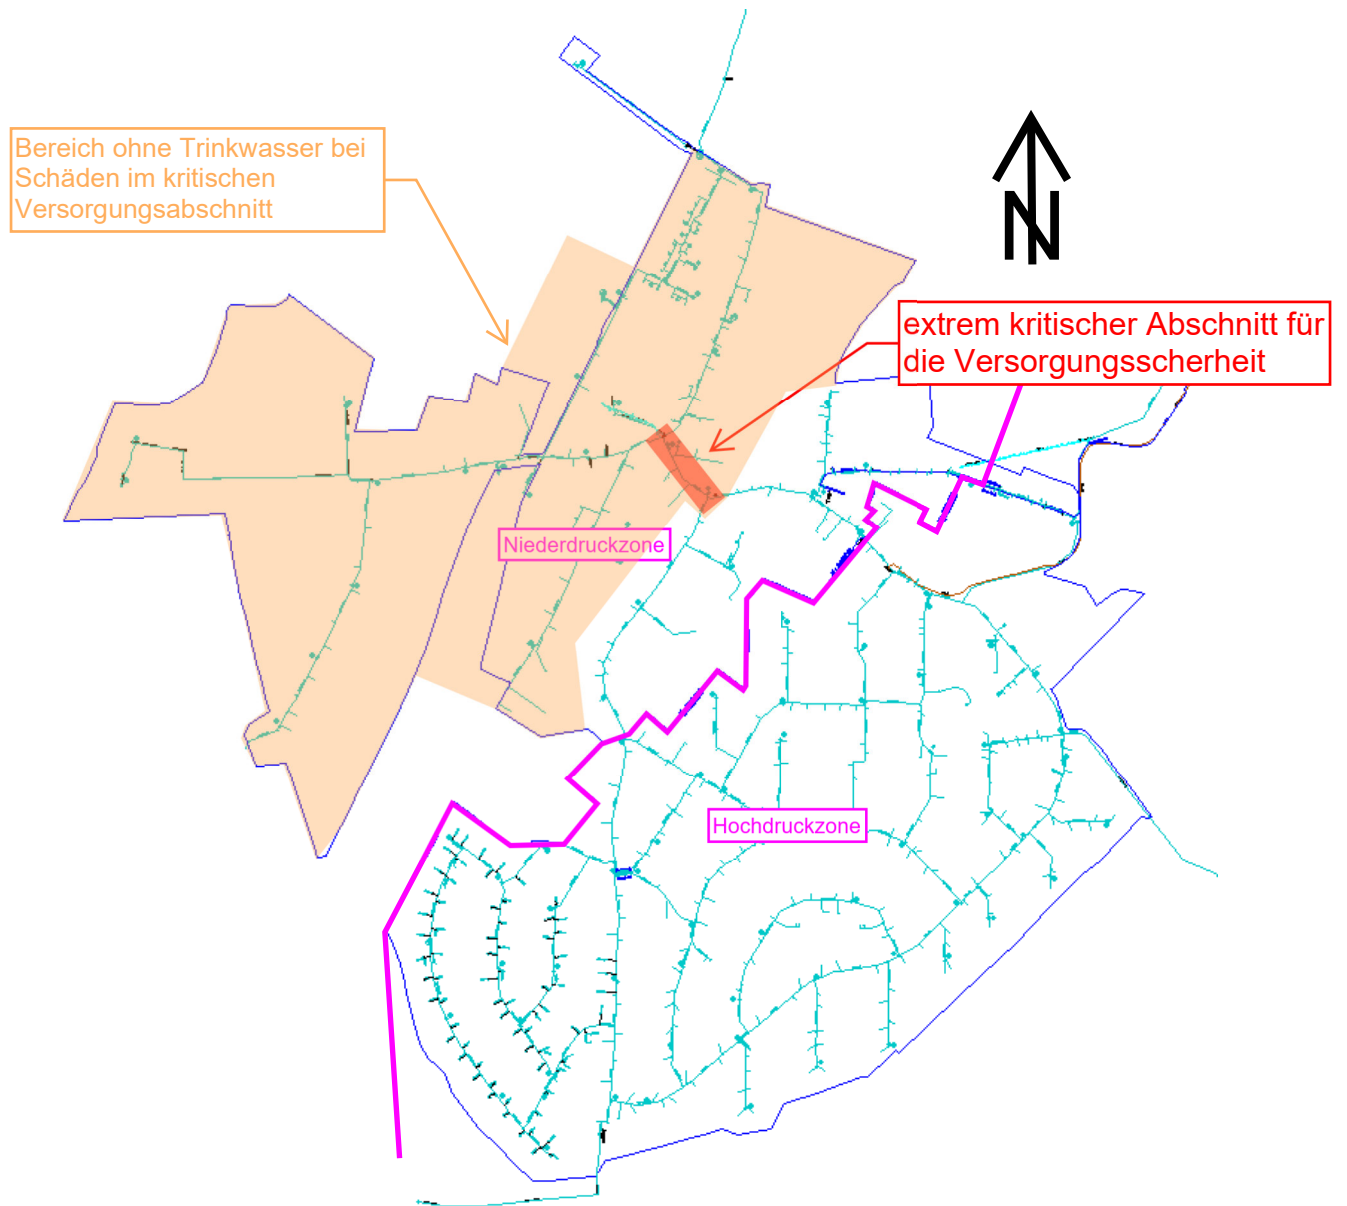 Bereich ohne Trinkwasser bei
Schäden im kritischen
Versorgungsabschnitt
N
extrem kritischer Abschnitt für
die Versorgungsscherheit
Niederdruckzone
Hochdruckzone